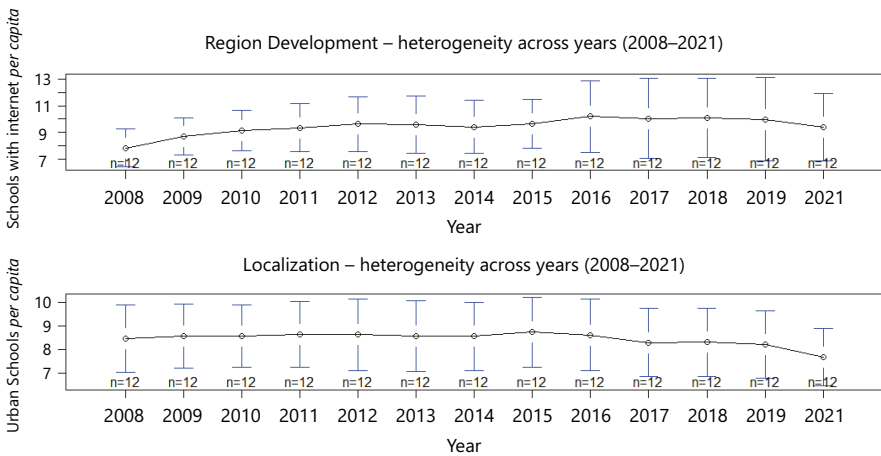 Region Development – heterogeneity across years (2008–2021)
Schools with internet per capita
13
11
9
7
n=12 n=12 n=12 n=12 n=12 n=12 n=12 n=12 n=12 n=12 n=12 n=12 n=12
2008 2009 2010 2011 2012 2013 2014 2015 2016 2017 2018 2019 2021
Year
Localization – heterogeneity across years (2008–2021)
Urban Schools per capita
10
9
8
7
n=12 n=12 n=12 n=12 n=12 n=12 n=12 n=12 n=12 n=12 n=12 n=12 n=12
2008 2009 2010 2011 2012 2013 2014 2015 2016 2017 2018 2019 2021
Year